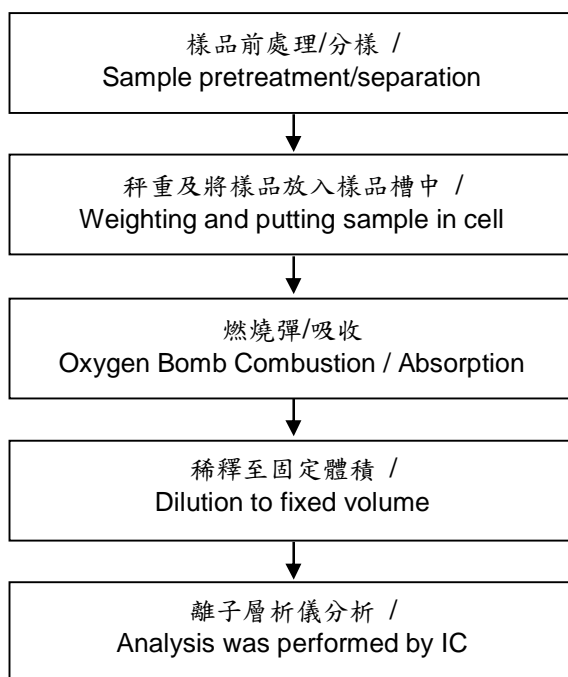 樣品前處理/分樣 /
Sample pretreatment/separation
秤重及將樣品放入樣品槽中 /
Weighting and putting sample in cell
燃燒彈/吸收
Oxygen Bomb Combustion / Absorption
稀釋至固定體積 /
Dilution to fixed volume
離子層析儀分析 /
Analysis was performed by IC